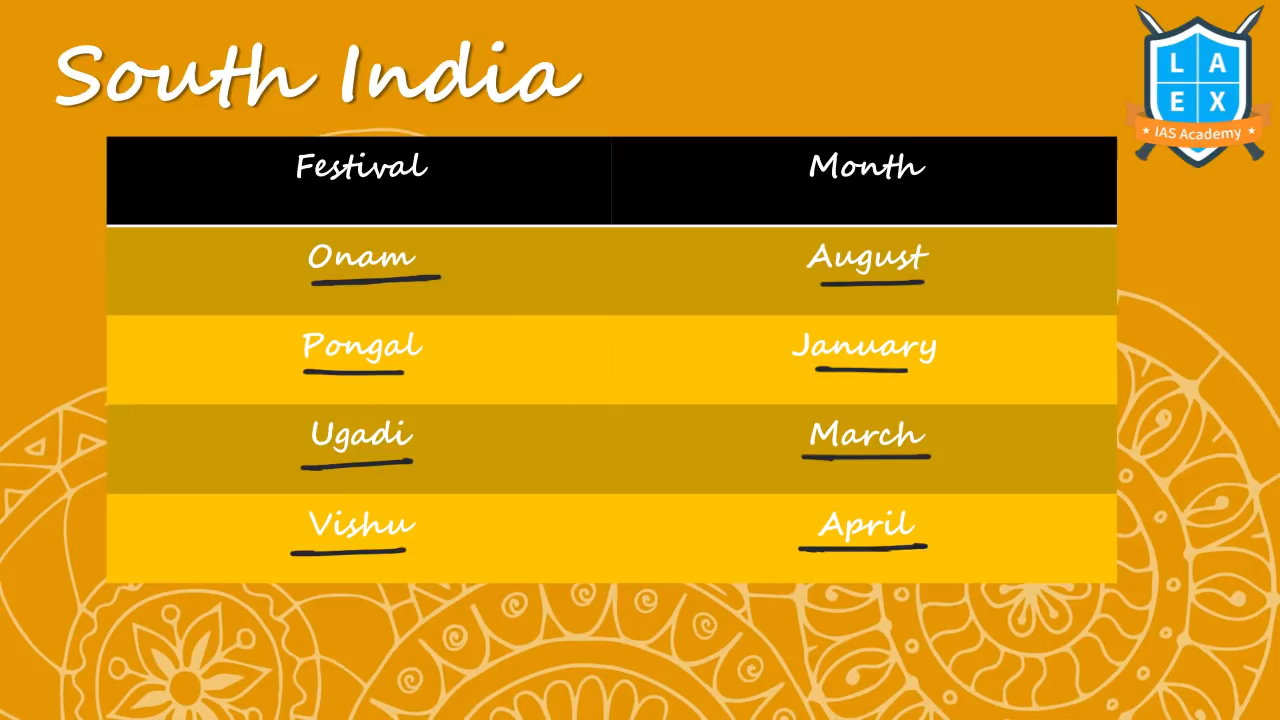 South India
L A
E X
IAS Academy
Festival Month
Onam August
Pongal January
Ugadi March
Vishu April